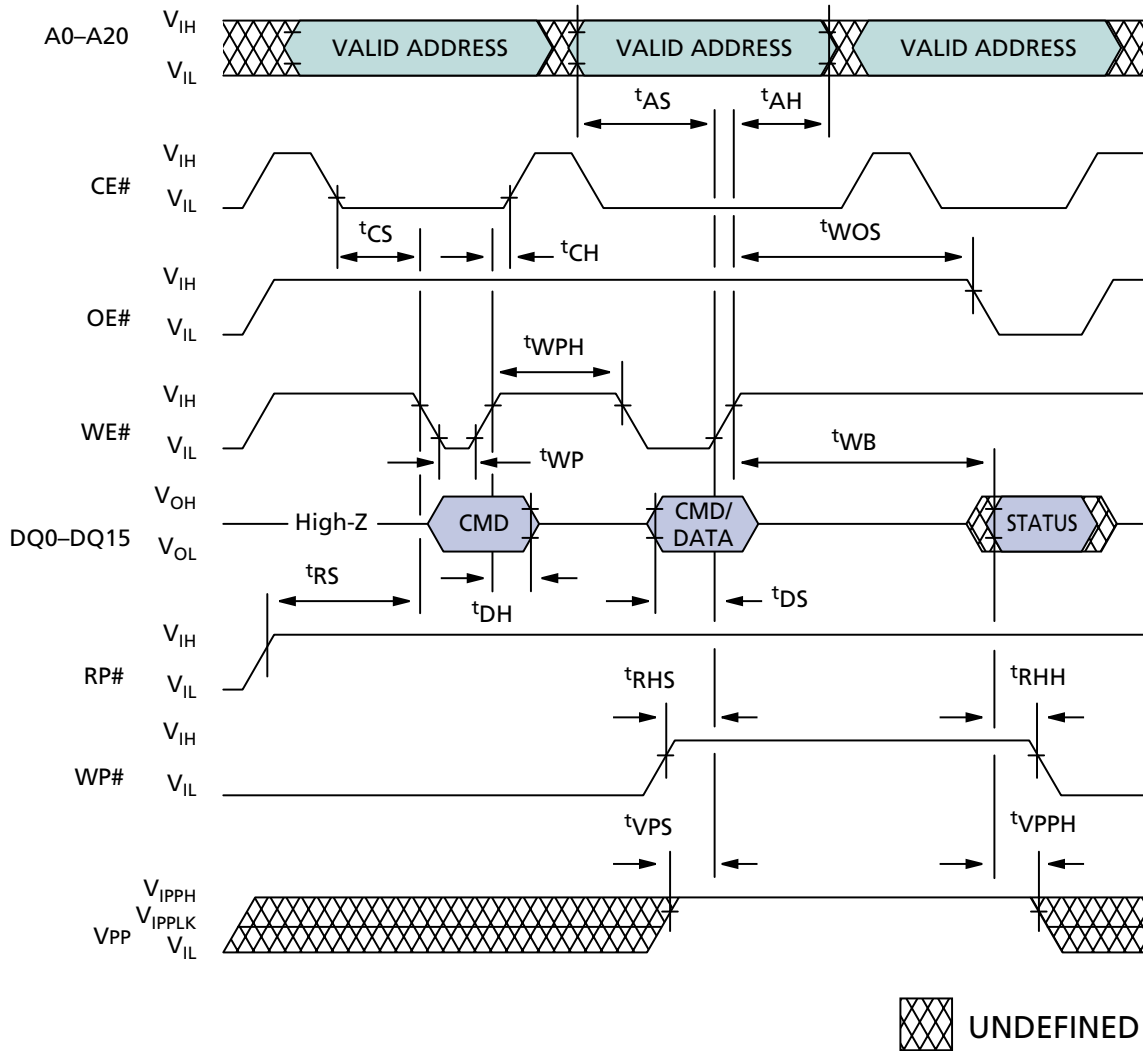 A0–A20
VIH
VIL
VALID ADDRESS VALID ADDRESS VALID ADDRESS
tAS tAH
CE#
VIH
VIL
tCS tCH tWOS
OE#
VIH
VIL
tWPH
WE#
VIH
VIL
tWP tWB
DQ0–DQ15
VOH
VOL
High-Z CMD CMD/
DATA STATUS
tRS tDH tDS
RP#
VIH
VIL
tRHS tRHH
WP#
VIH
VIL
tVPS tVPPH
VPP
VIPPH
VIPPLK
VIL
UNDEFINED